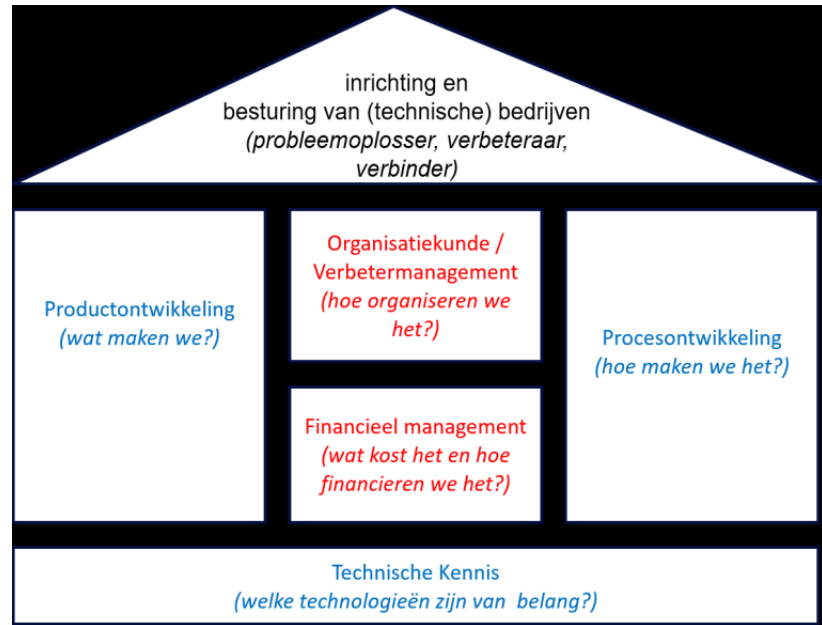 inrichting en
besturing van (technische) bedrijven
(probleemoplosser, verbeteraar,
verbinder)
Productontwikkeling
(wat maken we?)
Organisatiekunde /
Verbetermanagement
(hoe organiseren we
het?)
Financieel management
(wat kost het en hoe
financieren we het?)
Procesontwikkeling
(hoe maken we het?)
Technische Kennis
(welke technologieën zijn van  belang?)